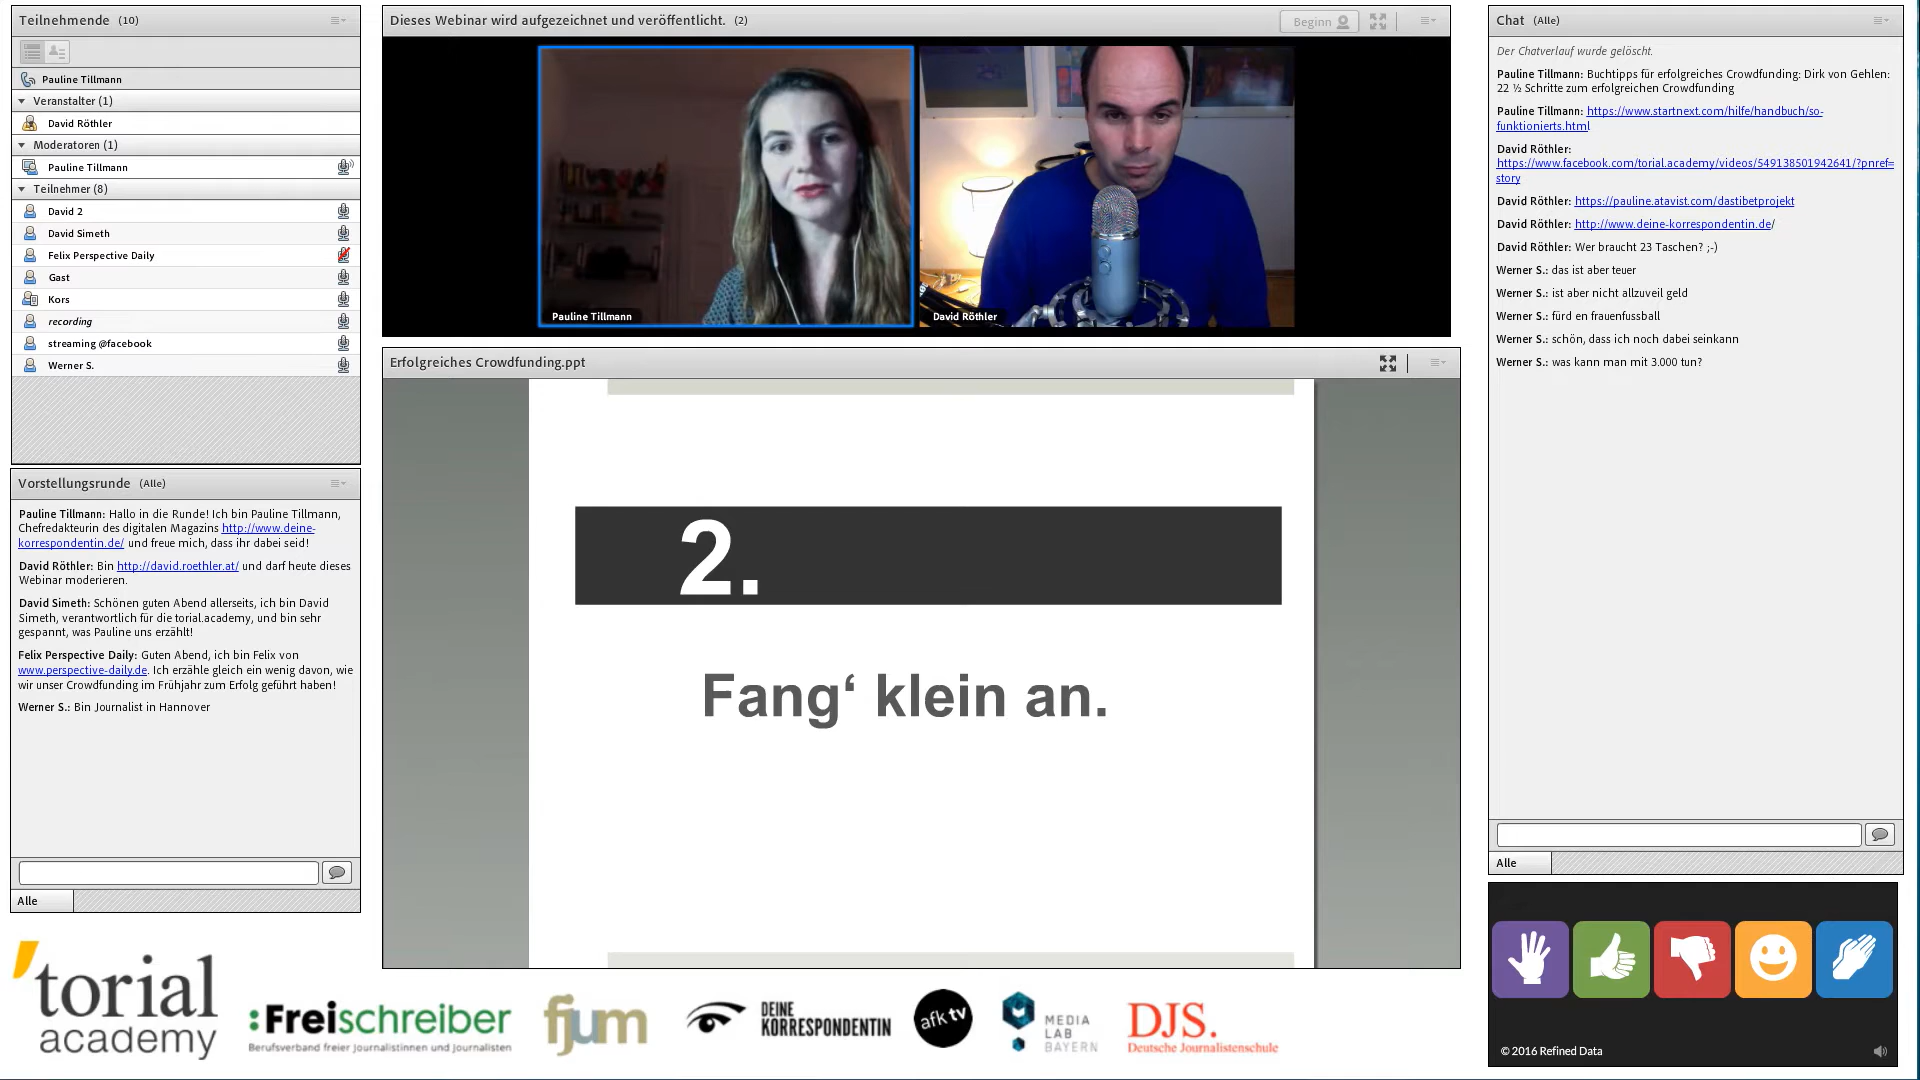 Teilnehmende (10)
Pauline Tillmann
Veranstalter (1)
David Röthler
Moderatoren (1)
Pauline Tillmann
Teilnehmer (8)
David 2
David Simeth
Felix Perspective Daily
Gast
Kors
recording
streaming @facebook
Werner S.
Vorstellungsrunde (Alle)
Pauline Tillmann: Hallo in die Runde! Ich bin Pauline Tillmann,
Chefredakteurin des digitalen Magazins http://www.deine-
korrespondentin.de/ und freue mich, dass ihr dabei seid!
David Röthler: Bin http://david.roethler.at/ und darf heute dieses
Webinar moderieren.
David Simeth: Schönen guten Abend allerseits, ich bin David
Simeth, verantwortlich für die torial.academy, und bin sehr
gespannt, was Pauline uns erzählt!
Felix Perspective Daily: Guten Abend, ich bin Felix von
www.perspective-daily.de. Ich erzähle gleich ein wenig davon, wie
wir unser Crowdfunding im Frühjahr zum Erfolg geführt haben!
Werner S.: Bin Journalist in Hannover
Alle
Dieses Webinar wird aufgezeichnet und veröffentlicht. (2)
Beginn
Pauline Tillmann
David Röthler
Erfolgreiches Crowdfunding.ppt
2.
Fang‘ klein an.
Chat (Alle)
Der Chatverlauf wurde gelöscht.
Pauline Tillmann: Buchtipps für erfolgreiches Crowdfunding: Dirk von Gehlen:
22 ½ Schritte zum erfolgreichen Crowdfunding
Pauline Tillmann: https://www.startnext.com/hilfe/handbuch/so-
funktionierts.html
David Röthler:
https://www.facebook.com/torial.academy/videos/549138501942641/?pnref=
story
David Röthler: https://pauline.atavist.com/dastibetprojekt
David Röthler: http://www.deine-korrespondentin.de/
David Röthler: Wer braucht 23 Taschen? ;-)
Werner S.: das ist aber teuer
Werner S.: ist aber nicht allzuveil geld
Werner S.: fürd en frauenfussball
Werner S.: schön, dass ich noch dabei seinkann
Werner S.: was kann man mit 3.000 tun?
Alle
© 2016 Refined Data
'torial
academy
:Freischreiber
Berufsverband freier Journalistinnen und Journalisten
fjum
DEINE
KORRESPONDENTIN
afk tv
MEDIA
LAB
BAYERN
DJS.
Deutsche Journalistenschule